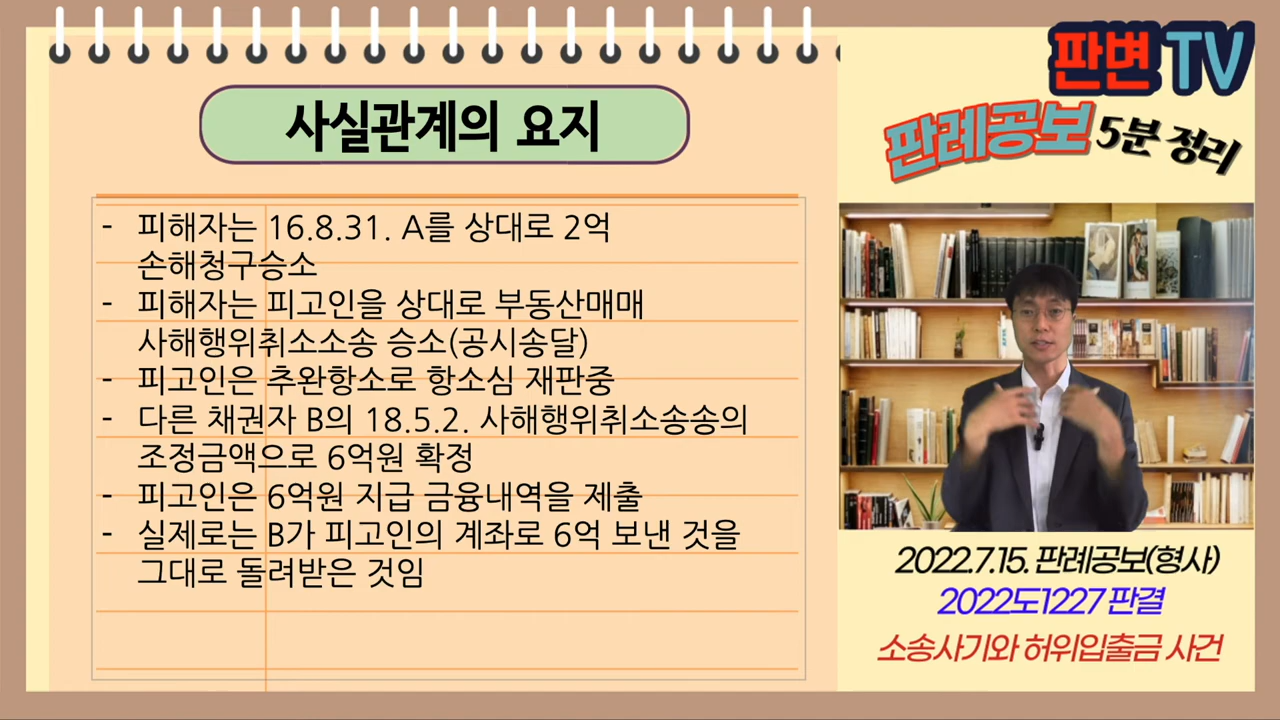 사실관계의 요지
- 피해자는 16.8.31. A를 상대로 2억
손해청구승소
- 피해자는 피고인을 상대로 부동산매매
사해행위취소소송 승소(공시송달)
- 피고인은 추완항소로 항소심 재판중
- 다른 채권자 B의 18.5.2. 사해행위취소송송의
조정금액으로 6억원 확정
- 피고인은 6억원 지급 금융내역을 제출
- 실제로는 B가 피고인의 계좌로 6억 보낸 것을
그대로 돌려받은 것임
판변 TV
판례공보 5분 정리
2022.7.15. 판례공보(형사)
2022도1227 판결
소송사기와 허위입출금 사건